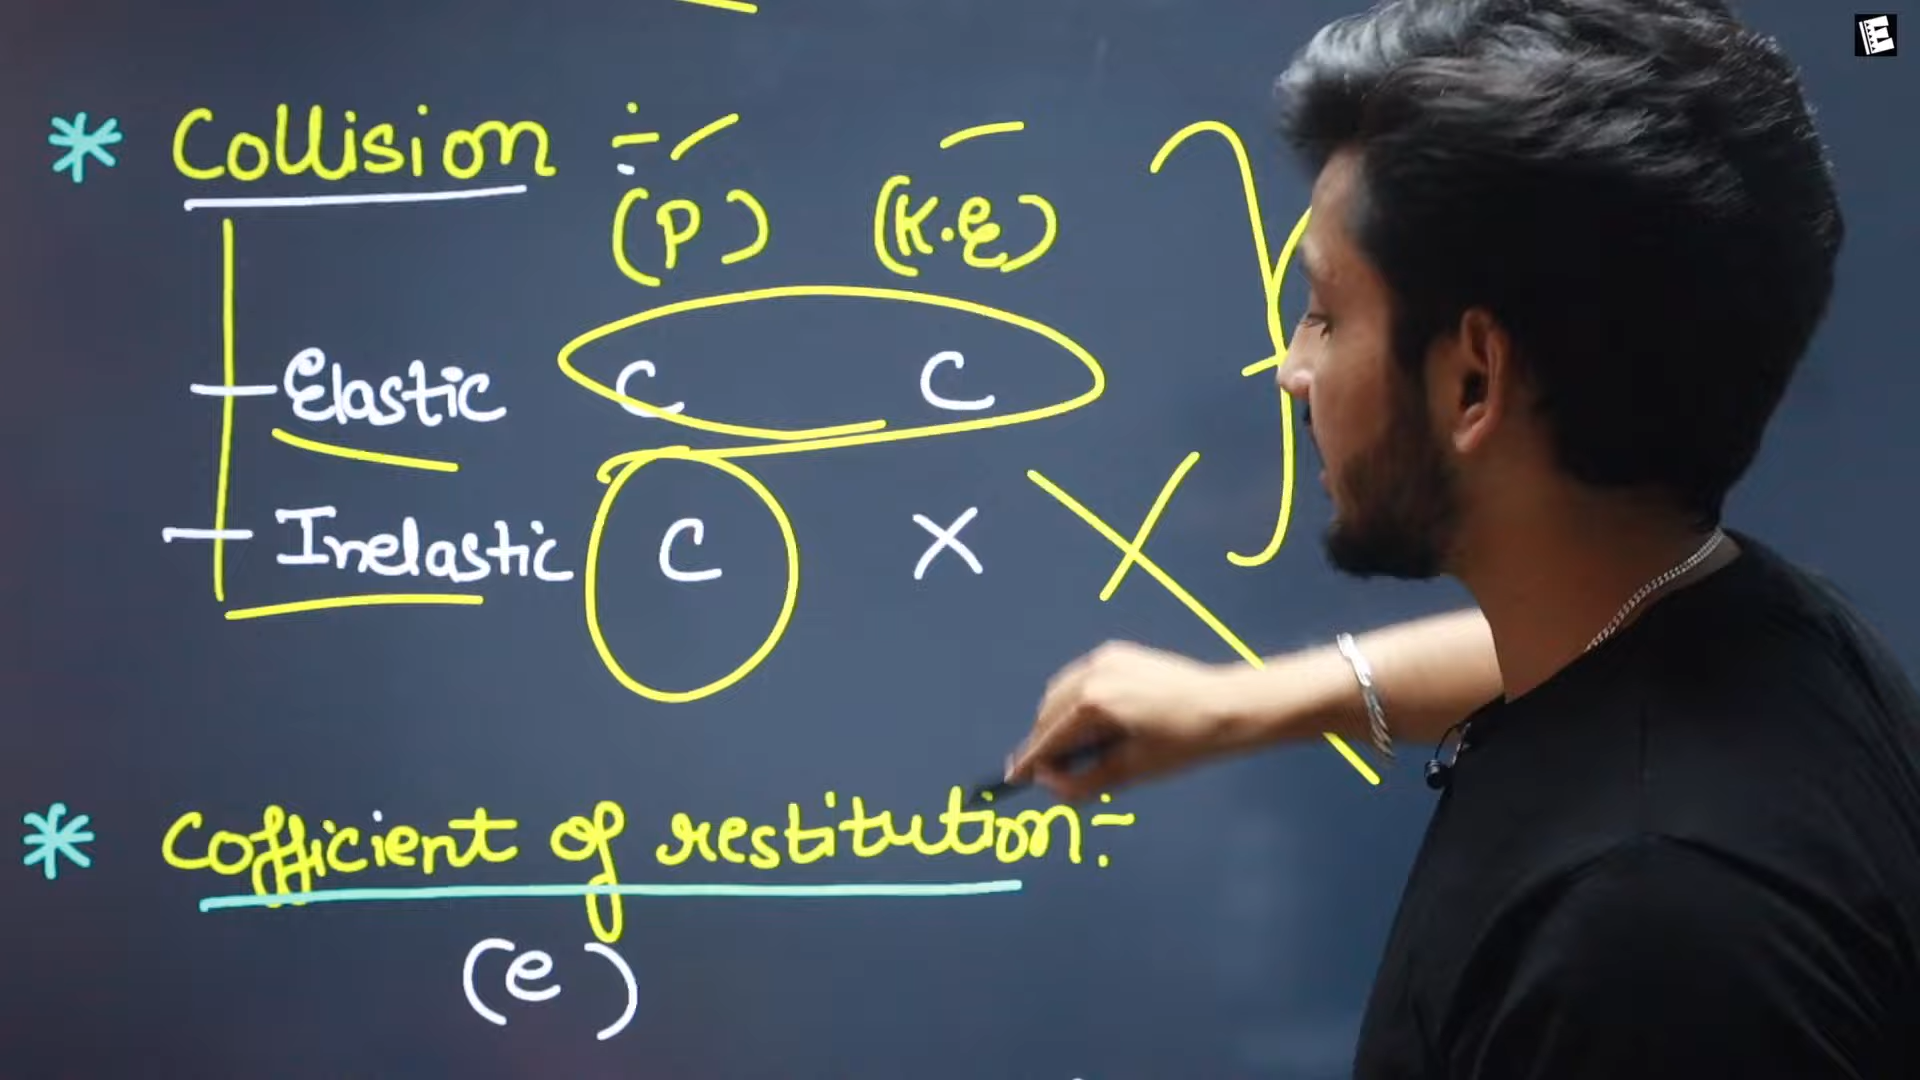 * Collision :-
(P) (K.E)
Elastic C C
Inelastic C X
* Cofficient of restitution :-
(e)
E